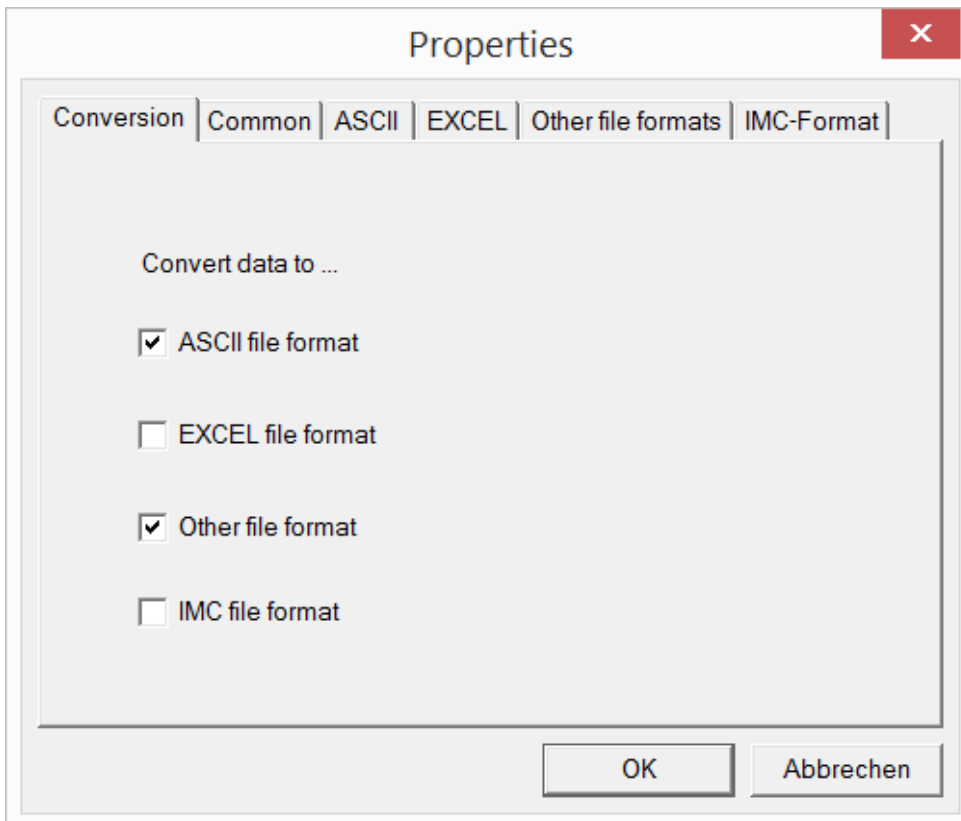 Properties
Conversion Common ASCII EXCEL Other file formats IMC-Format
Convert data to ...
ASCII file format
EXCEL file format
Other file format
IMC file format
OK Abbrechen